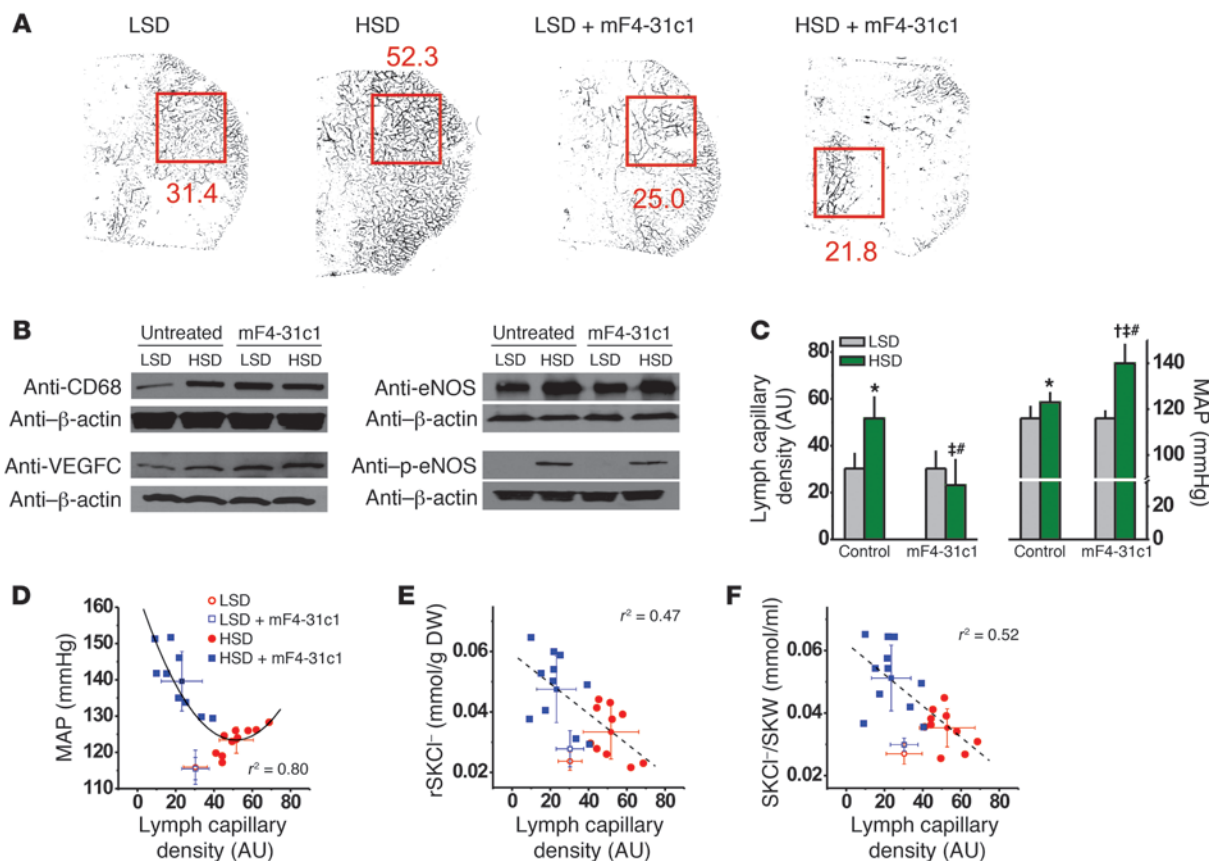 A
LSD HSD LSD + mF4-31c1 HSD + mF4-31c1
52.3
31.4
25.0
21.8
B
Untreated mF4-31c1
LSD HSD LSD HSD
Anti-CD68
Anti–β-actin
Anti-VEGFC
Anti–β-actin
Untreated mF4-31c1
LSD HSD LSD HSD
Anti-eNOS
Anti–β-actin
Anti–p-eNOS
Anti–β-actin
C
Lymph capillary
density (AU)
80
60
40
20
0
LSD
HSD
*
‡#
Control mF4-31c1
*
†‡#
Control mF4-31c1
140
120
100
20
0
MAP (mmHg)
D
MAP (mmHg)
160
150
140
130
120
110
LSD
LSD + mF4-31c1
HSD
HSD + mF4-31c1
r² = 0.80
0 20 40 60 80
Lymph capillary
density (AU)
E
rSKCl⁻ (mmol/g DW)
0.06
0.04
0.02
r² = 0.47
0 20 40 60 80
Lymph capillary
density (AU)
F
SKCl⁻/SKW (mmol/ml)
0.06
0.04
0.02
r² = 0.52
0 20 40 60 80
Lymph capillary
density (AU)